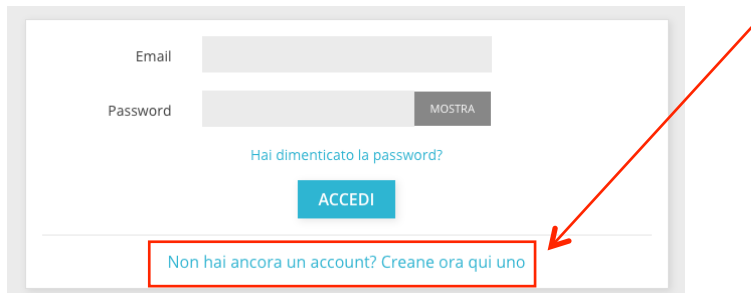 Email
Password
MOSTRA
Hai dimenticato la password?
ACCEDI
Non hai ancora un account? Creane ora qui uno